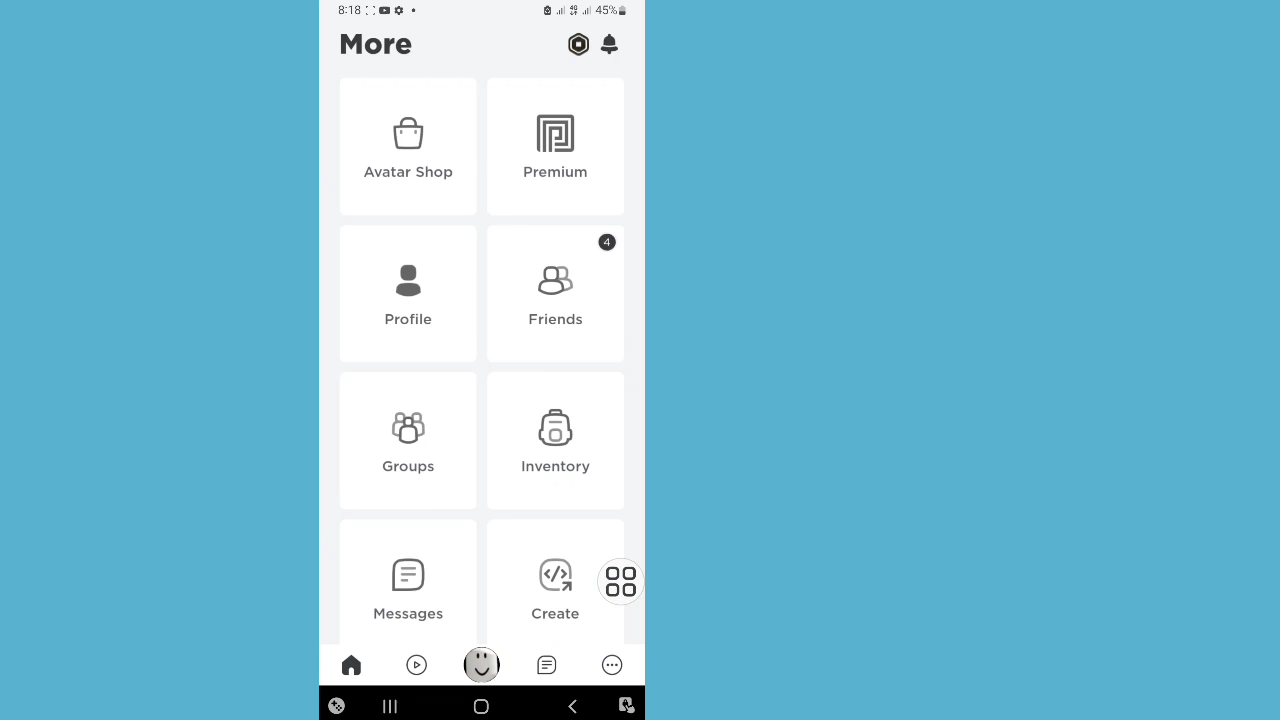 8:18 45%
More
Avatar Shop Premium
4
Profile Friends
Groups Inventory
Messages Create